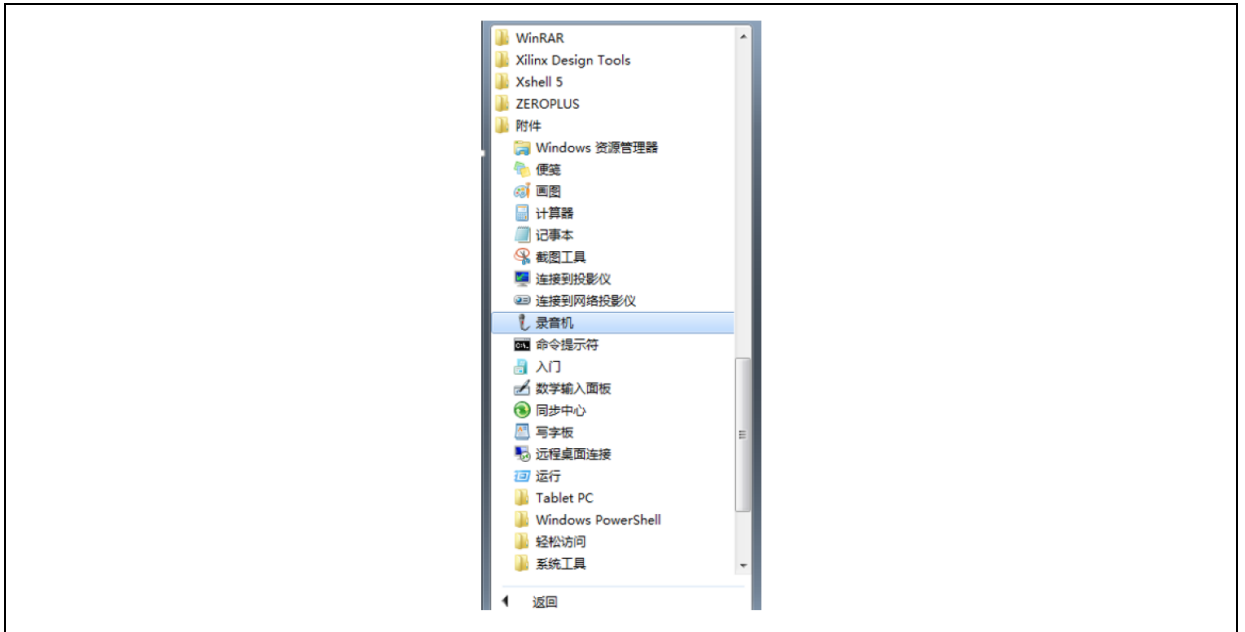 WinRAR
Xilinx Design Tools
Xshell 5
ZEROPLUS
附件
Windows 资源管理器
便笺
画图
计算器
记事本
截图工具
连接到投影仪
连接到网络投影仪
录音机
命令提示符
入门
数学输入面板
同步中心
写字板
远程桌面连接
运行
Tablet PC
Windows PowerShell
轻松访问
系统工具
返回